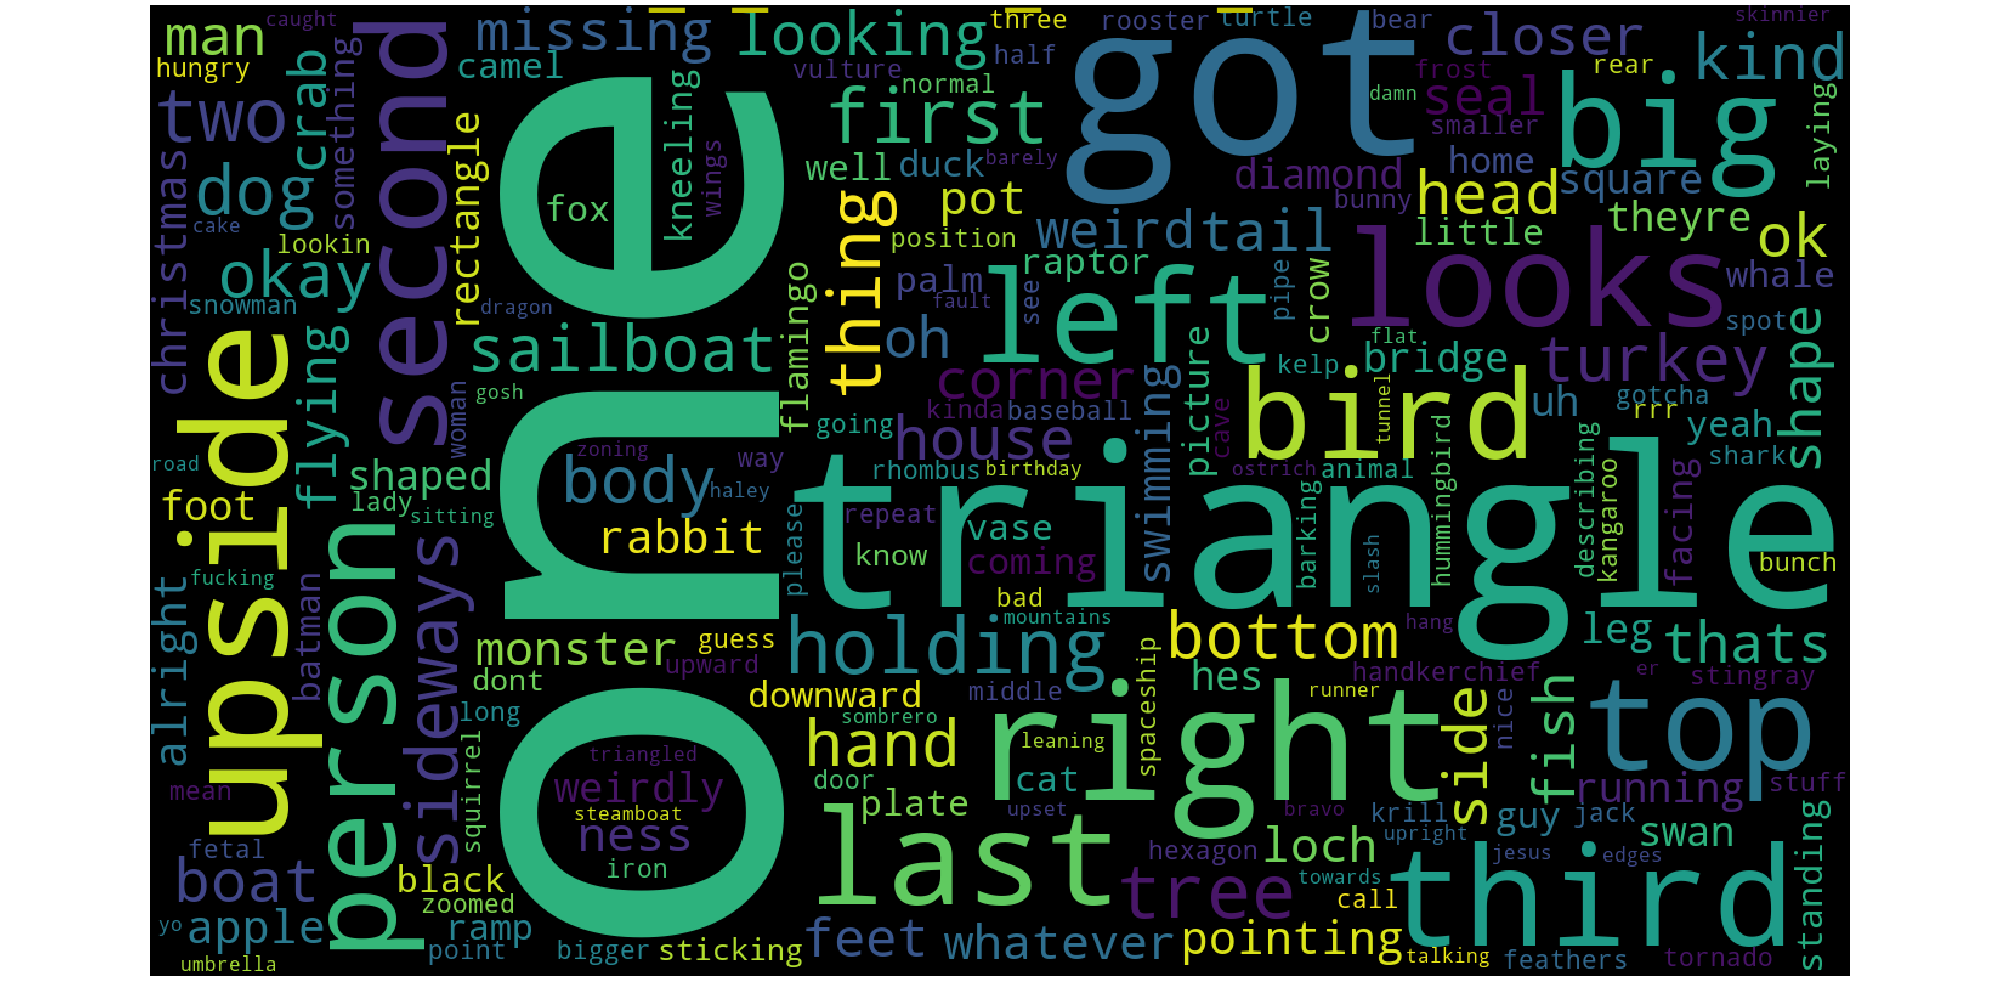 caught
man
hungry
crab
something
second
missing
camel
looking
three
rooster
turtle
bear
skinnier
half
vulture
normal
got
closer
kind
rear
frost
damn
seal
smaller
big
laying
two
dog
christmas
cake
lookin
okay
snowman
rectangle
one
fox
kneeling
wings
first
well
duck
barely
pot
thing
position
weird
tail
diamond
bunny
home
head
square
little
theyre
ok
whale
looks
spot
raptor
palm
fault
see
pipe
crow
left
oh
flat
kelp
bridge
turkey
shape
dragon
sailboat
flamingo
gosh
woman
flying
upside
road
foot
shaped
lady
sitting
person
sideways
body
zoning
way
haley
rabbit
corner
kinda
baseball
going
house
rhombus
birthday
swimming
picture
cave
bird
tunnel
ostrich
animal
uh
gotcha
rrr
yeah
shark
triangle
please
repeat
know
vase
coming
bad
mountains
barking
slash
hummingbird
describing
kangaroo
facing
bunch
fucking
alright
batman
monster
dont
guess
upward
long
downward
holding
middle
sombrero
spaceship
hes
bottom
hang
leg
thats
handkerchief
er
stingray
runner
side
nice
fish
top
running
stuff
squirrel
mean
fetal
boat
yo
apple
umbrella
black
zoomed
ramp
point
triangled
weirdly
steamboat
ness
iron
bigger
sticking
hand
door
plate
leaning
cat
upset
right
bravo
krill
upright
guy
jack
swan
standing
last
hexagon
loch
towards
jesus
edges
tree
call
third
feet
whatever
pointing
talking
feathers
tornado